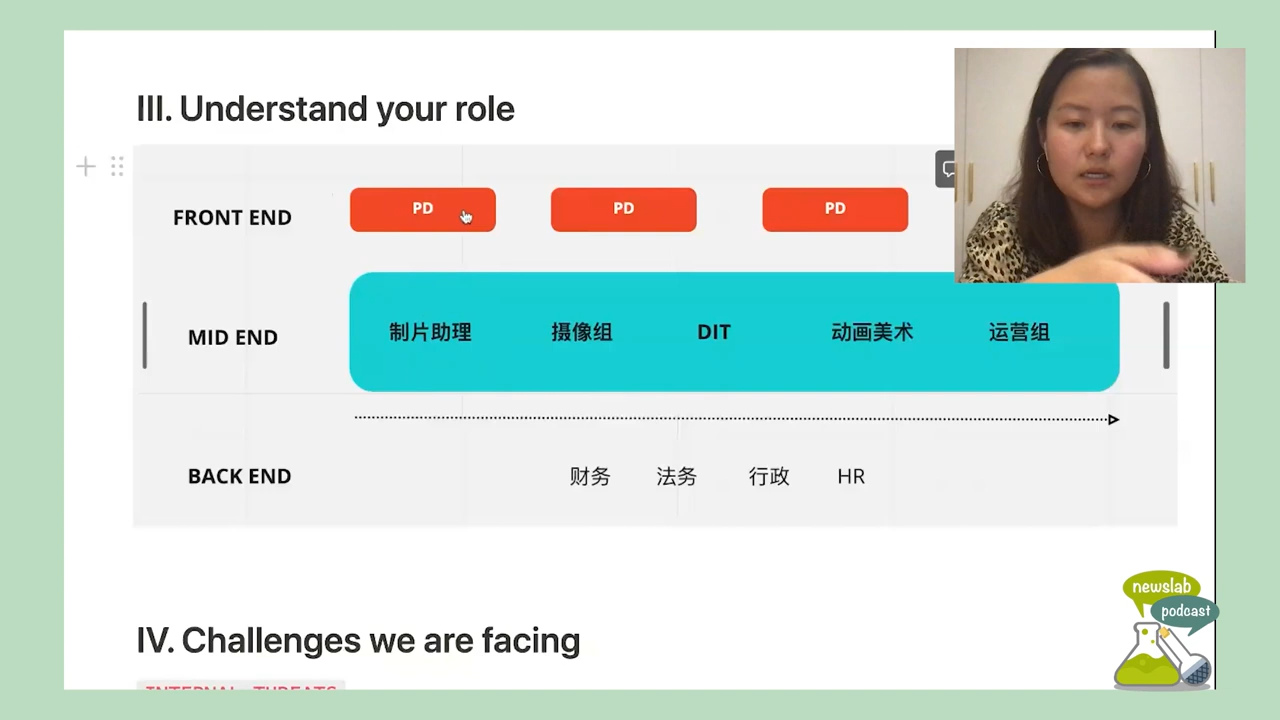 III. Understand your role
FRONT END
PD
PD
PD
MID END
制片助理
摄像组
DIT
动画美术
运营组
BACK END
财务
法务
行政
HR
IV. Challenges we are facing
INTERNAL THREATS
newslab
podcast